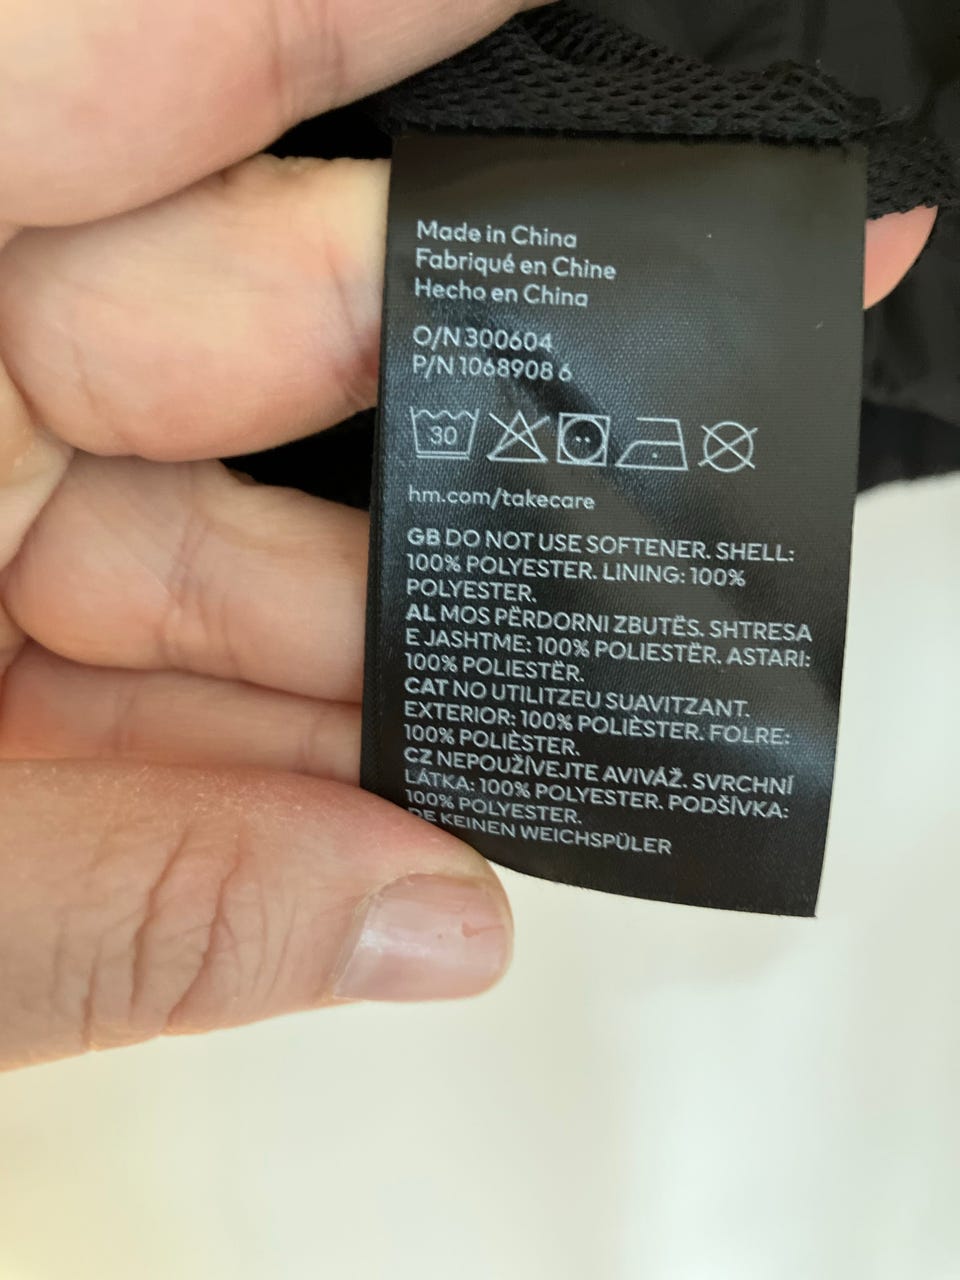 Made in China
Fabriqué en Chine
Hecho en China
O/N 300604
P/N 1068908 6
30
hm.com/takecare
GB DO NOT USE SOFTENER. SHELL:
100% POLYESTER. LINING: 100%
POLYESTER.
AL MOS PËRDORNI ZBUTËS. SHTRESA
E JASHTME: 100% POLIESTËR. ASTARI:
100% POLIESTËR.
CAT NO UTILITZEU SUAVITZANT.
EXTERIOR: 100% POLIÈSTER. FOLRE:
100% POLIÈSTER.
CZ NEPOUŽÍVEJTE AVIVÁŽ. SVRCHNÍ
LÁTKA: 100% POLYESTER. PODŠÍVKA:
100% POLYESTER.
DE KEINEN WEICHSPÜLER